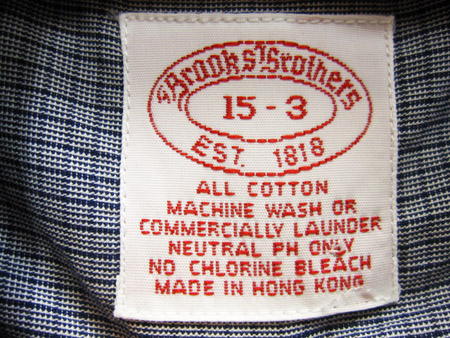 Brooks Brothers
15 - 3
EST. 1818
ALL COTTON
MACHINE WASH OR
COMMERCIALLY LAUNDER
NEUTRAL PH ONLY
NO CHLORINE BLEACH
MADE IN HONG KONG